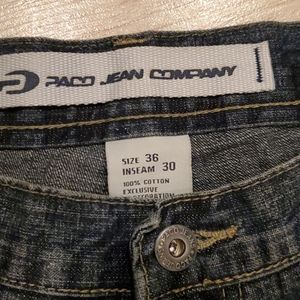 PACO JEAN COMPANY
SIZE 36
INSEAM 30
100% COTTON
EXCLUSIVE